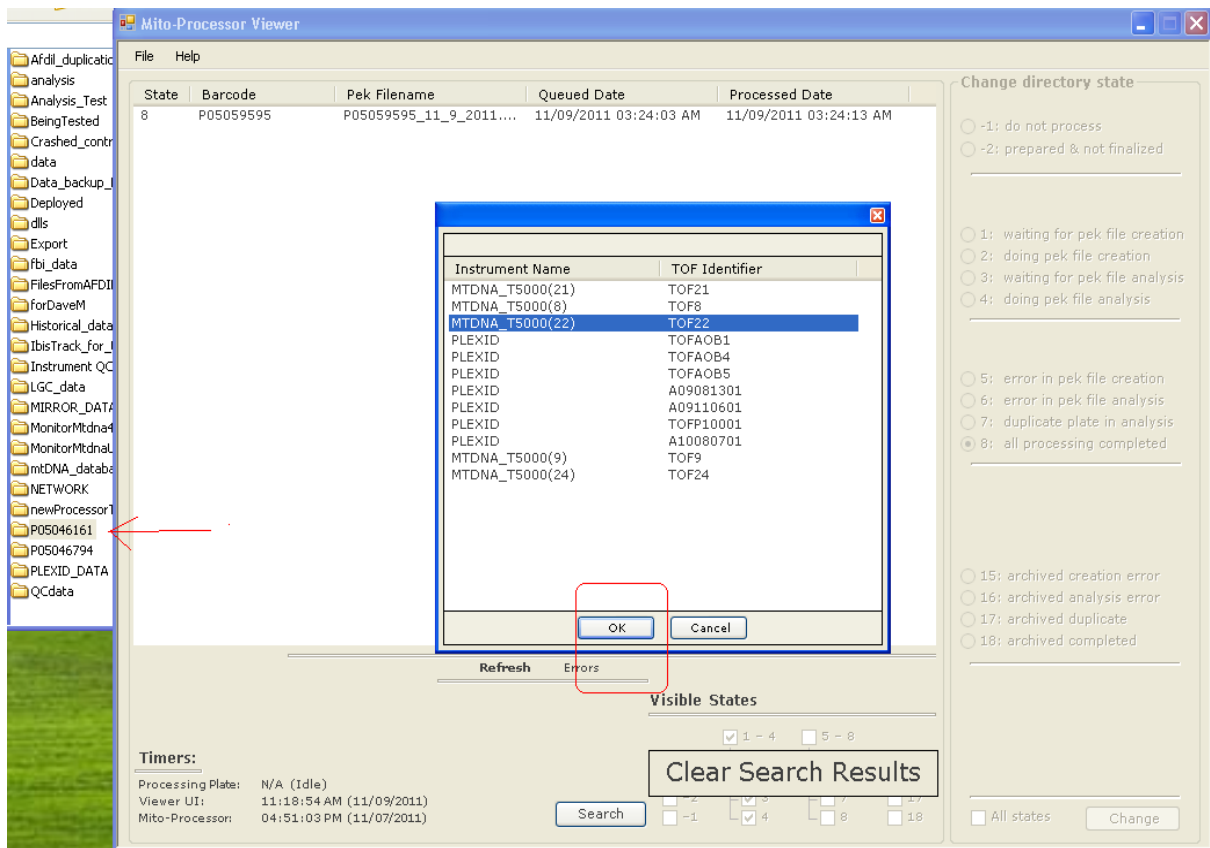 Mito-Processor Viewer
File Help
Afdil_duplicatic
analysis
Analysis_Test
BeingTested
Crashed_contr
data
Data_backup_
Deployed
dlls
Export
fbi_data
FilesFromAFDI
forDaveM
Historical_data
IbisTrack_for_
Instrument QC
LGC_data
MIRROR_DATA
MonitorMtdna4
MonitorMtdnaL
mtDNA_databa
NETWORK
newProcessorT
P05046161
P05046794
PLEXID_DATA
QCdata
State Barcode Pek Filename Queued Date Processed Date
8 P05059595 P05059595_11_9_2011.... 11/09/2011 03:24:03 AM 11/09/2011 03:24:13 AM
Instrument Name TOF Identifier
MTDNA_T5000(21) TOF21
MTDNA_T5000(8) TOF8
MTDNA_T5000(22) TOF22
PLEXID TOFAOB1
PLEXID TOFAOB4
PLEXID TOFAOB5
PLEXID A09081301
PLEXID A09110601
PLEXID TOFP10001
PLEXID A10080701
MTDNA_T5000(9) TOF9
MTDNA_T5000(24) TOF24
OK Cancel
Refresh Errors
Visible States
1 - 4 5 - 8
Clear Search Results
-2 3 7 17
-1 4 8 18
Timers:
Processing Plate: N/A (Idle)
Viewer UI: 11:18:54 AM (11/09/2011)
Mito-Processor: 04:51:03 PM (11/07/2011)
Search
Change directory state
-1: do not process
-2: prepared & not finalized
1: waiting for pek file creation
2: doing pek file creation
3: waiting for pek file analysis
4: doing pek file analysis
5: error in pek file creation
6: error in pek file analysis
7: duplicate plate in analysis
8: all processing completed
15: archived creation error
16: archived analysis error
17: archived duplicate
18: archived completed
All states Change